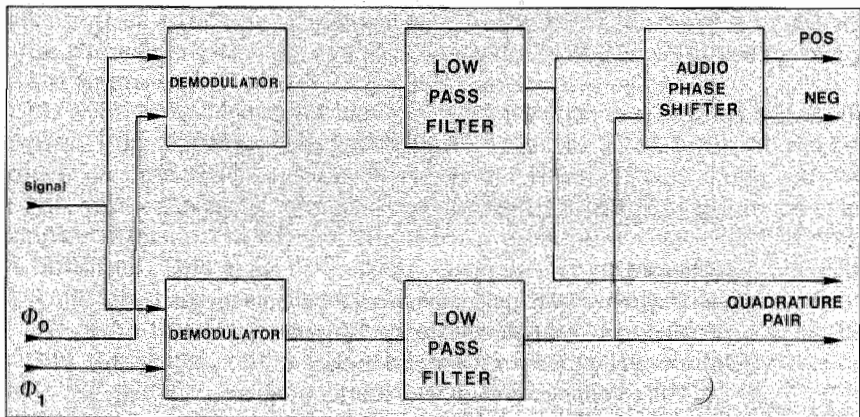 DEMODULATOR
LOW
PASS
FILTER
AUDIO
PHASE
SHIFTER
POS
NEG
Signal
Φ0
Φ1
DEMODULATOR
LOW
PASS
FILTER
QUADRATURE
PAIR